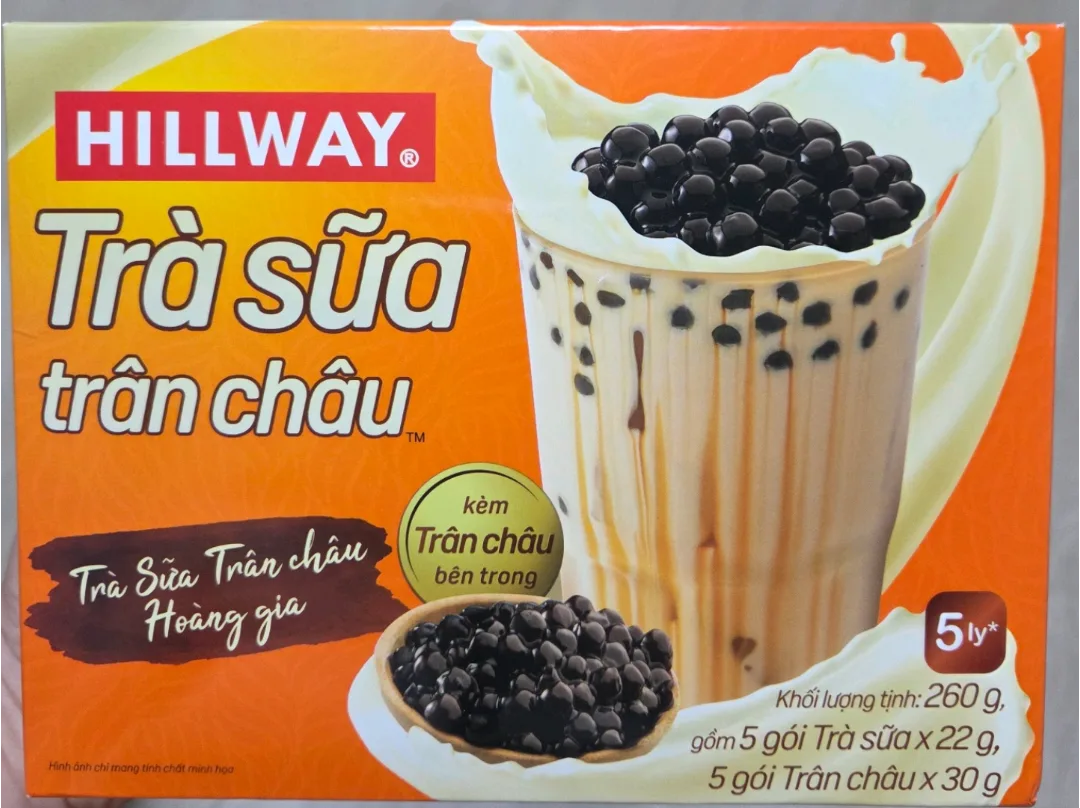 HILLWAY®
Trà sữa
trân châu™
kèm
Trân châu
bên trong
Trà Sữa Trân châu
Hoàng gia
5 ly*
Khối lượng tịnh: 260 g,
gồm 5 gói Trà sữa x 22 g,
5 gói Trân châu x 30 g
Hình ảnh chỉ mang tính chất minh họa